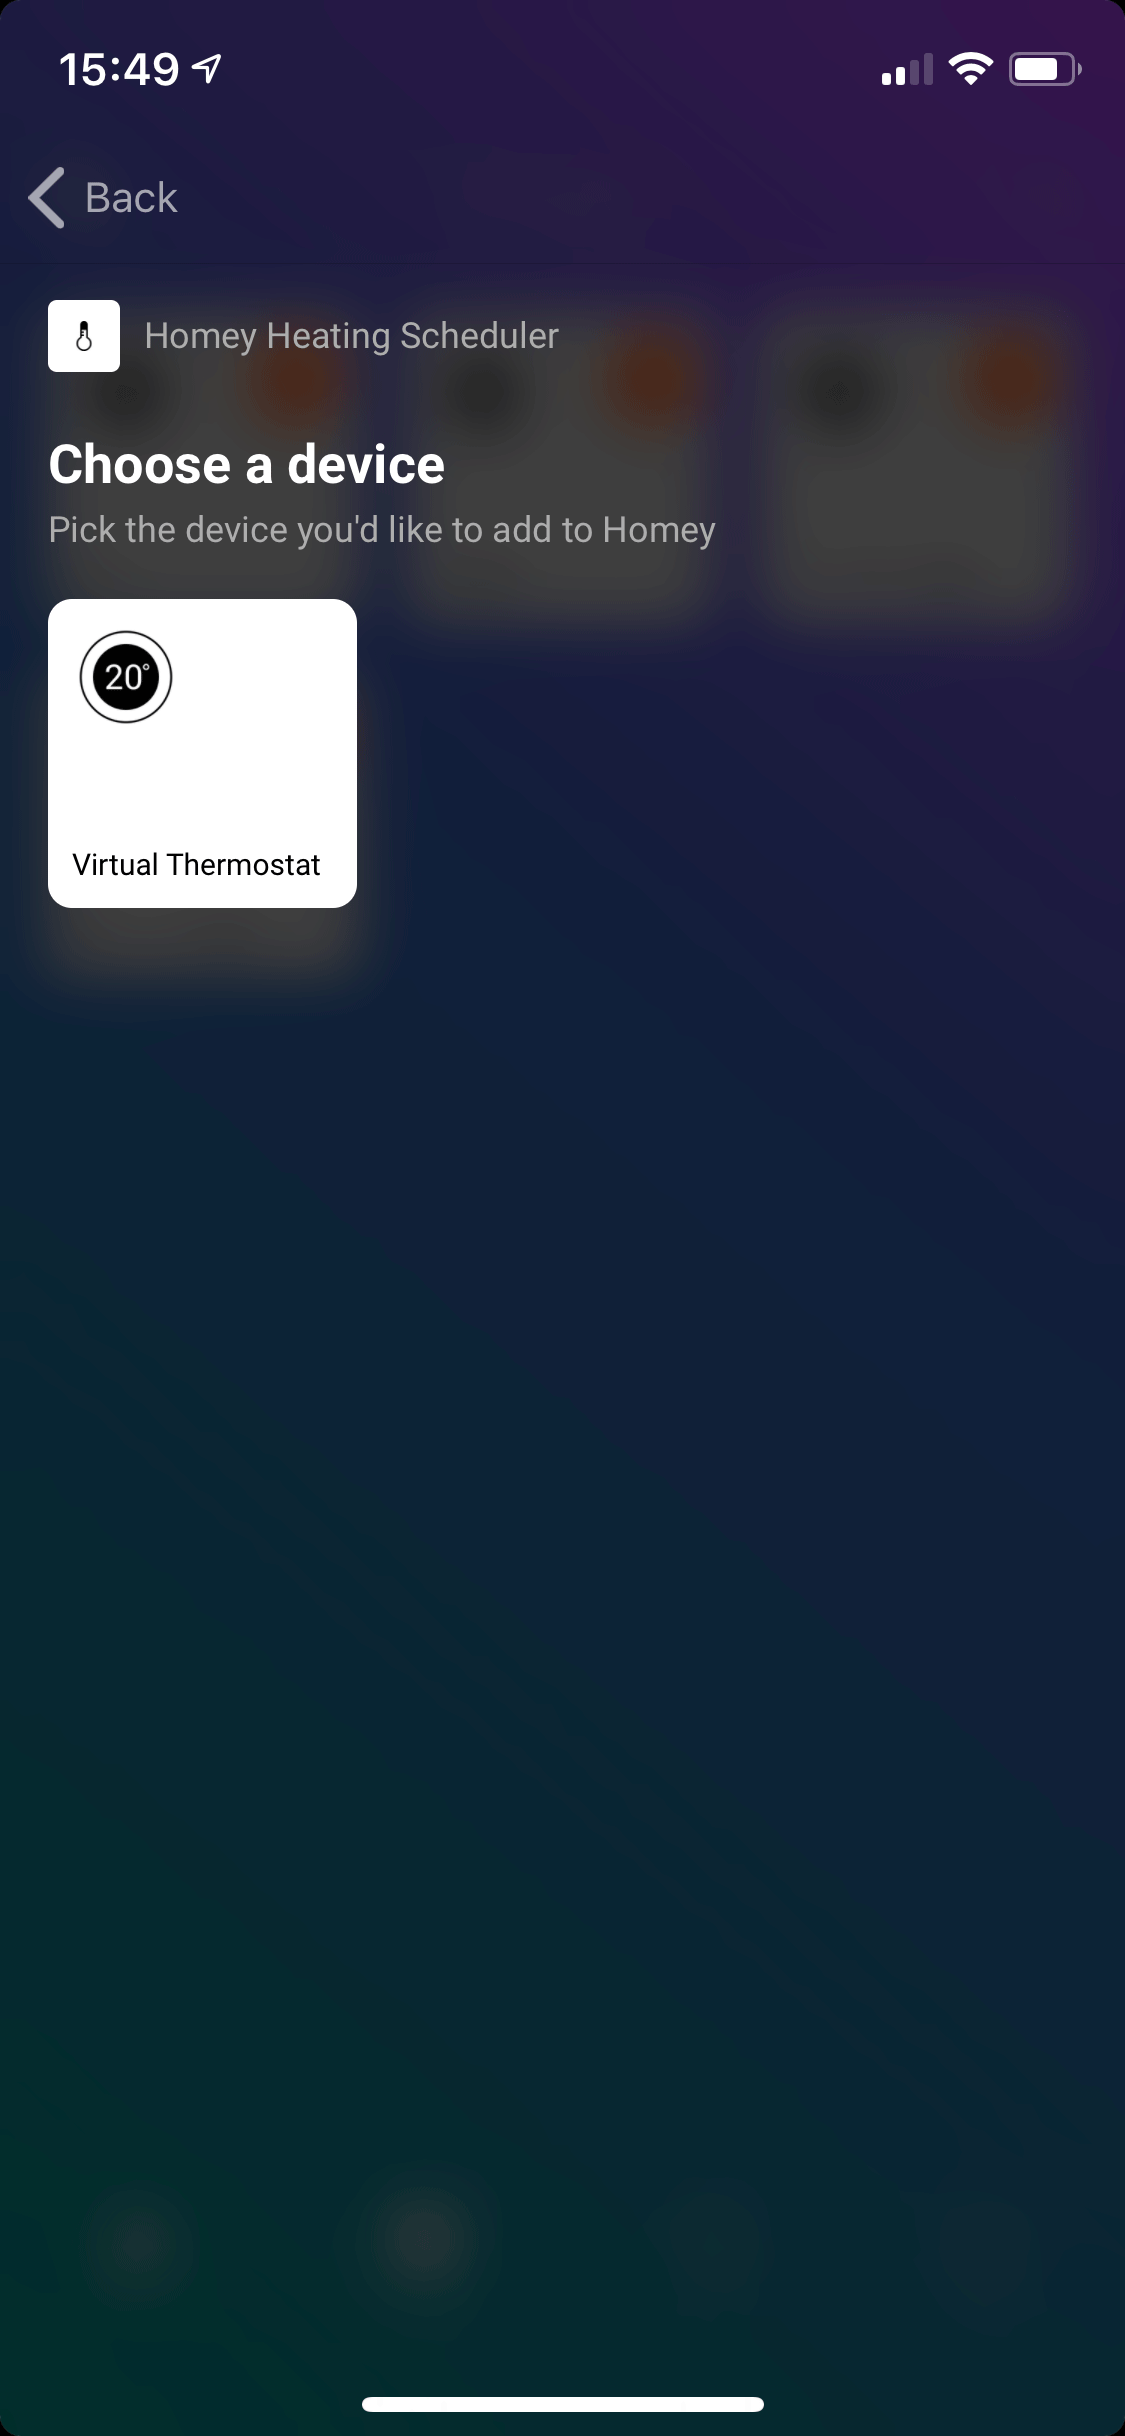 15:49
Back
Homey Heating Scheduler
Choose a device
Pick the device you'd like to add to Homey
20°
Virtual Thermostat